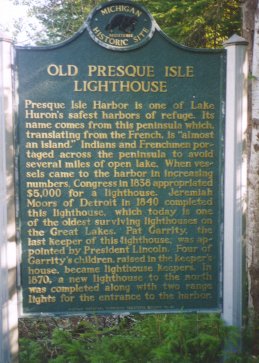 MICHIGAN
HISTORIC SITE
OLD PRESQUE ISLE
LIGHTHOUSE
Presque Isle Harbor is one of Lake
Huron's safest harbors of refuge. Its
name comes from this peninsula which,
translating from the French, is "almost
an island." Indians and Frenchmen por-
taged across the peninsula to avoid
several miles of open lake. When ves-
sels came to the harbor in increasing
numbers, Congress in 1838 appropriated
$5,000 for a lighthouse. Jeremiah
Moors of Detroit in 1840 completed
this lighthouse, which today is one
of the oldest surviving lighthouses on
the Great Lakes. Pat Garrity, the
last keeper of this lighthouse, was ap-
pointed by President Lincoln. Four of
Garrity's children, raised in the keeper's
house, became lighthouse keepers. In
1870, a new lighthouse to the north
was completed along with two range
lights for the entrance to the harbor.